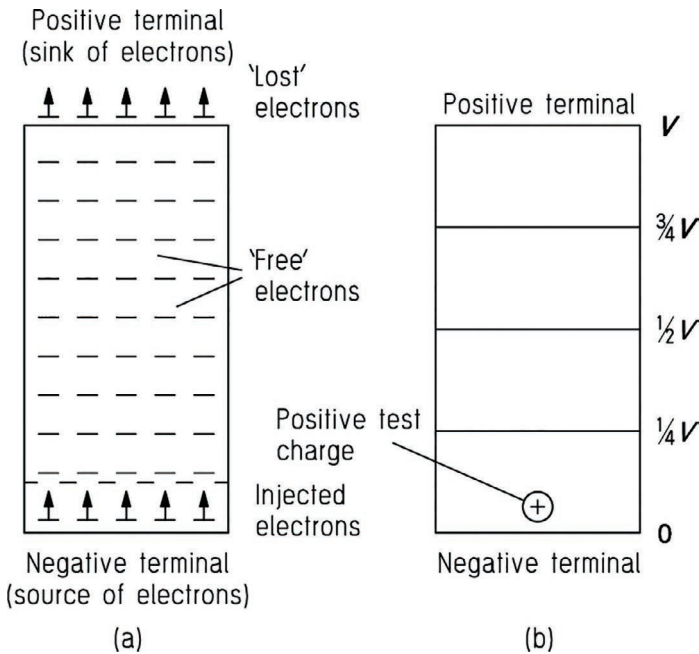 Positive terminal
(sink of electrons)
'Lost'
electrons
'Free'
electrons
Injected
electrons
Negative terminal
(source of electrons)
(a)
Positive terminal
V
¾V
½V
¼V
Positive test
charge
+
0
Negative terminal
(b)